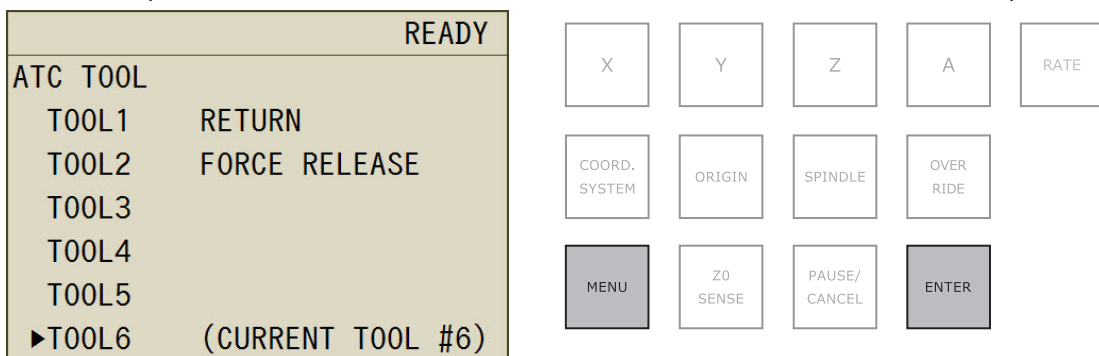 READY
ATC TOOL
TOOL1 RETURN
TOOL2 FORCE RELEASE
TOOL3
TOOL4
TOOL5
▶TOOL6 (CURRENT TOOL #6)
X Y Z A RATE
COORD.
SYSTEM
ORIGIN
SPINDLE
OVER
RIDE
MENU
Z0
SENSE
PAUSE/
CANCEL
ENTER